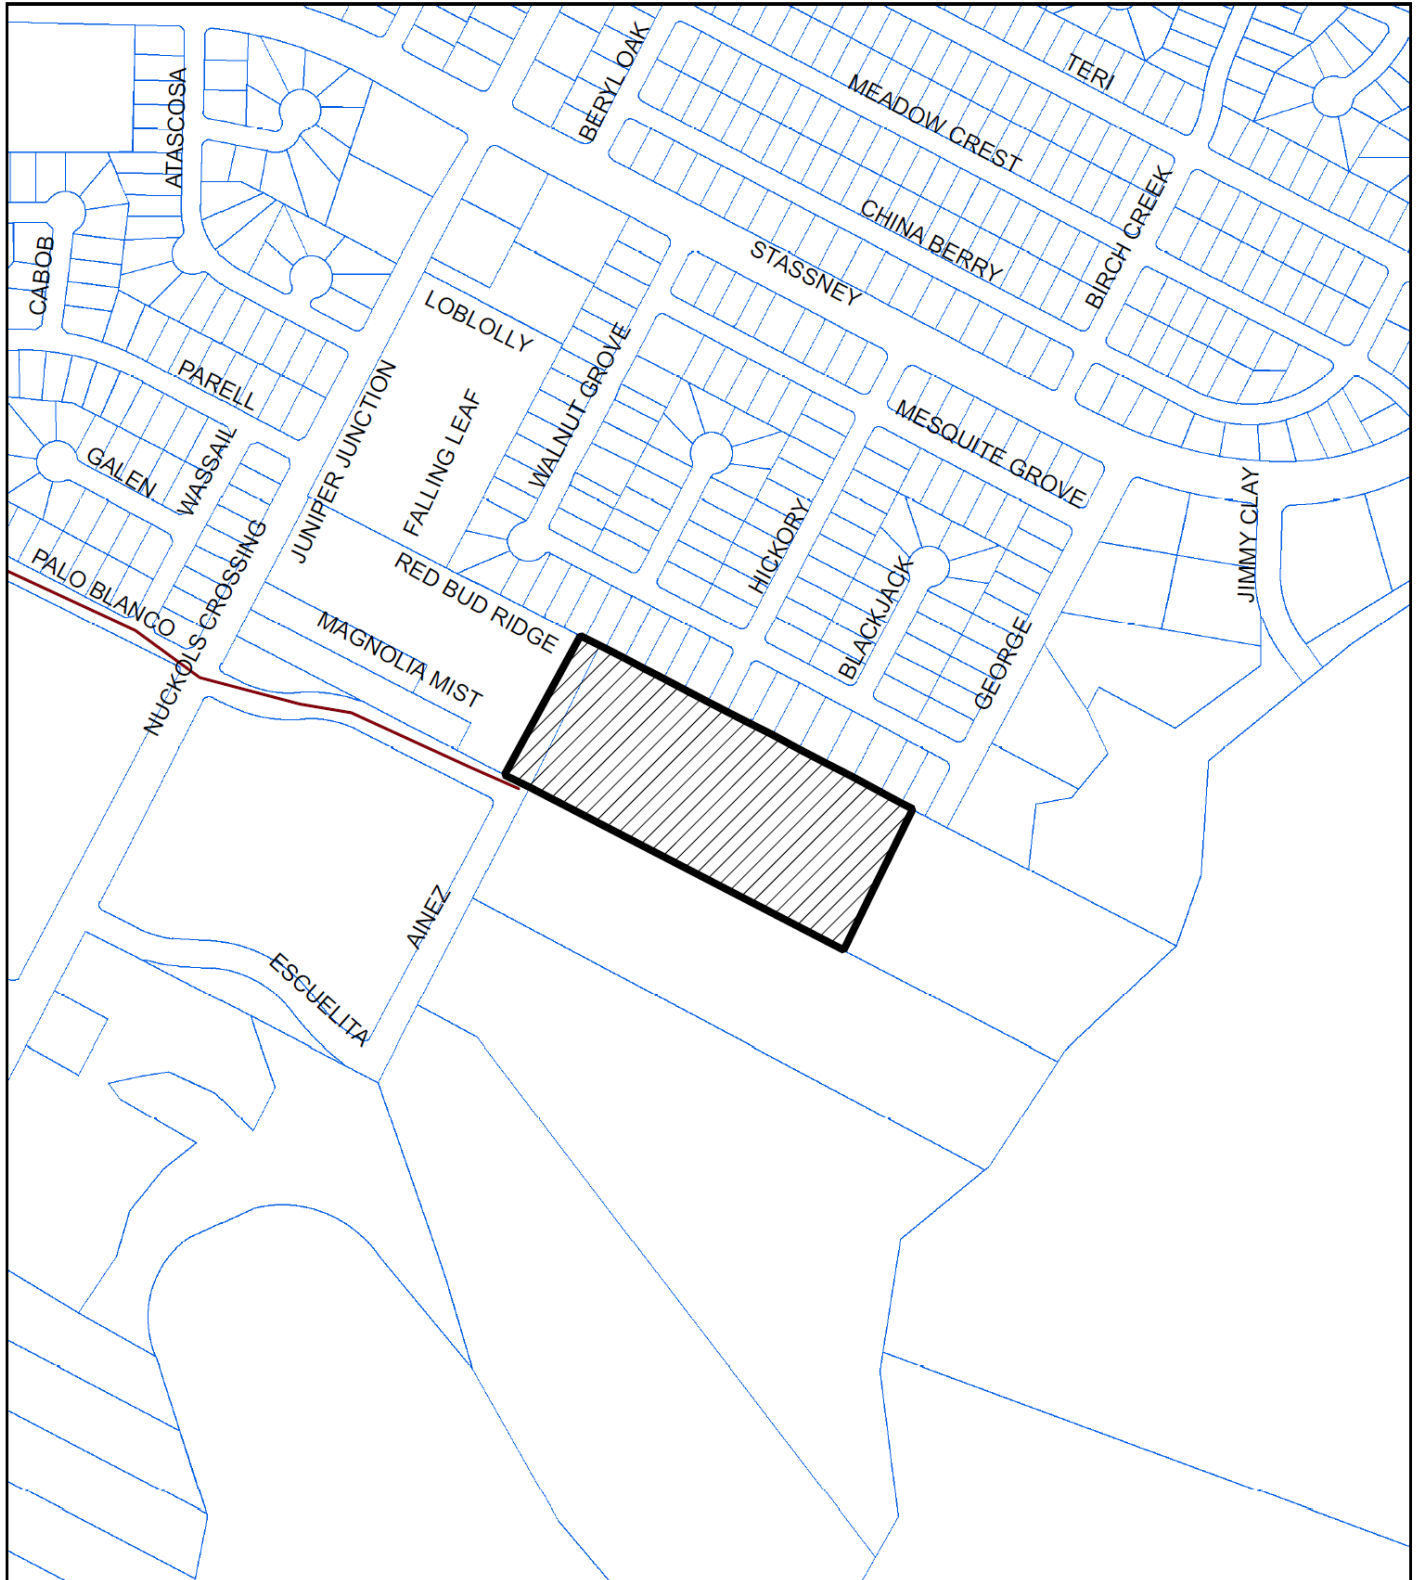 BERYL OAK
TERI
ATASCOSA
MEADOW CREST
CHINA BERRY
BIRCH CREEK
CABOB
STASSNEY
LOBLOLLY
WALNUT GROVE
PARELL
JUNIPER JUNCTION
FALLING LEAF
MESQUITE GROVE
WASSAIL
GALEN
JIMMY CLAY
HICKORY
PALO BLANCO
NUCKOLS CROSSING
RED BUD RIDGE
BLACKJACK
MAGNOLIA MIST
GEORGE
AINEZ
ESCUELITA